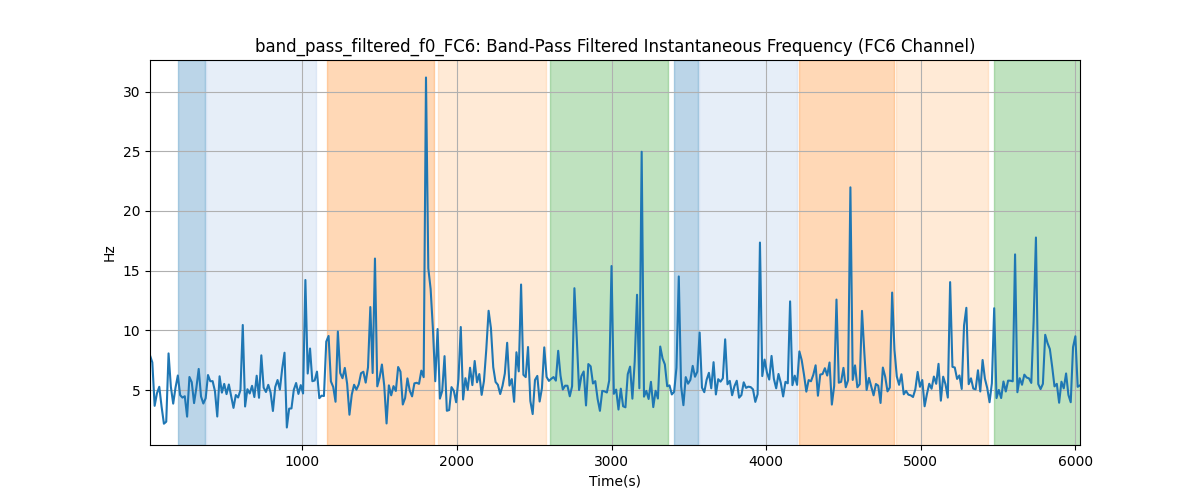 band_pass_filtered_f0_FC6: Band-Pass Filtered Instantaneous Frequency (FC6 Channel)
30
25
20
15
10
5
Hz
1000 2000 3000 4000 5000 6000
Time(s)